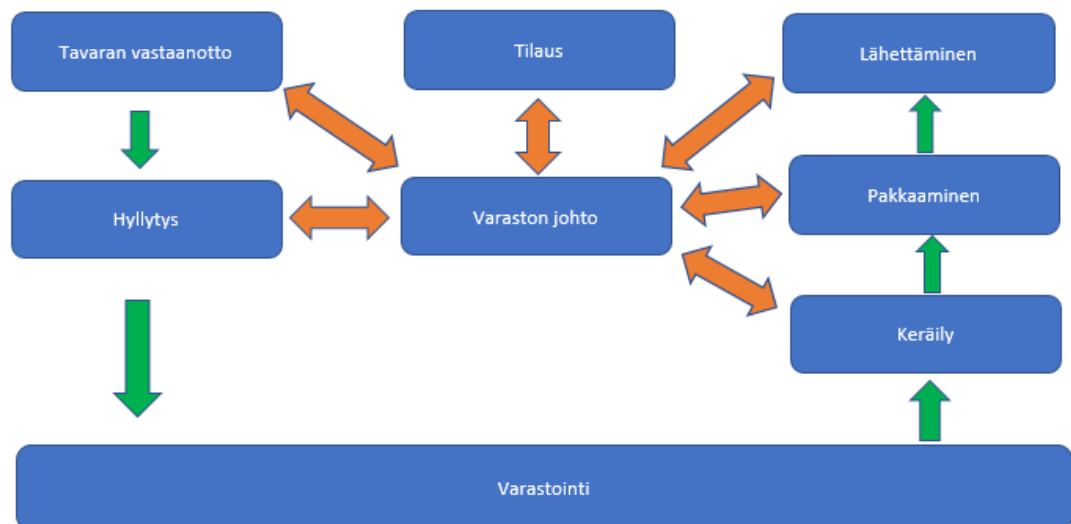 Tavaran vastaanotto
Tilaus
Lähettäminen
Hyllytys
Varaston johto
Pakkaaminen
Keräily
Varastointi